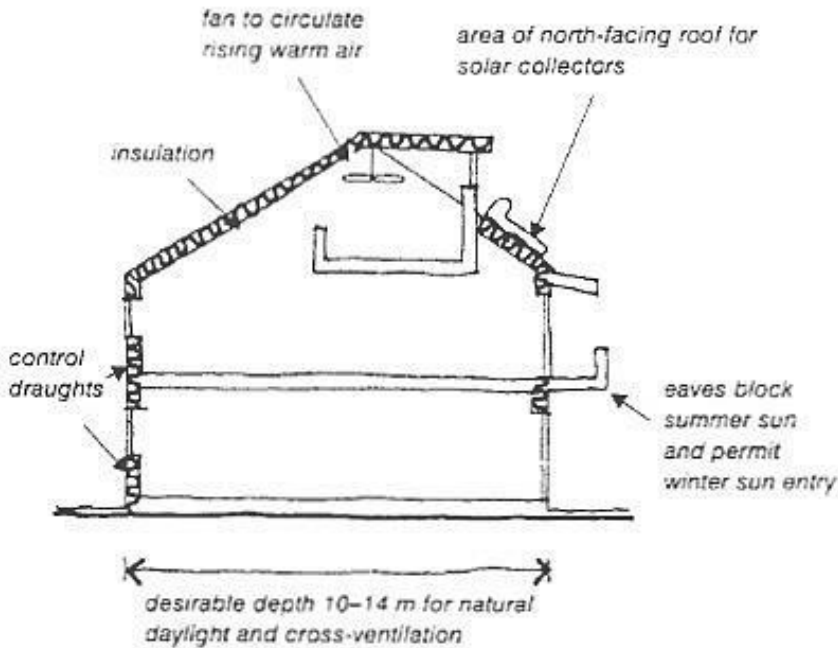 fan to circulate
rising warm air
area of north-facing roof for
solar collectors
insulation
control
draughts
eaves block
summer sun
and permit
winter sun entry
desirable depth 10–14 m for natural
daylight and cross-ventilation